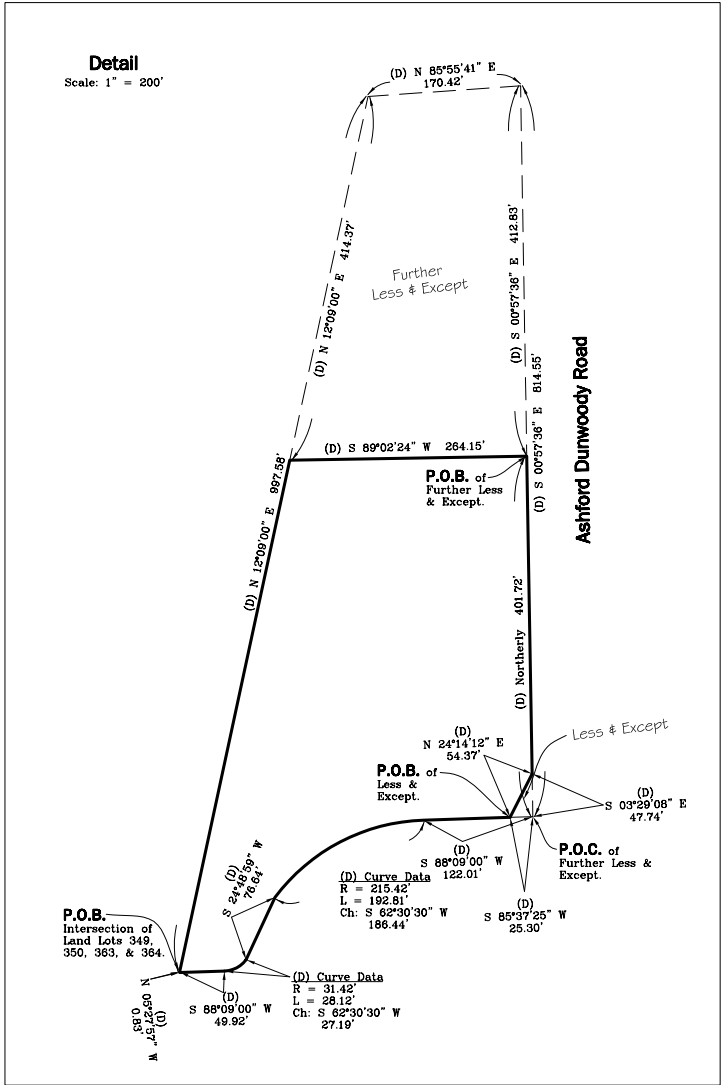 Detail
Scale: 1" = 200'
(D) N 85°55'41" E
170.42'
(D) N 12°09'00" E 414.37'
(D) S 00°57'36" E 412.83'
Further
Less & Except
(D) S 00°57'36" E 814.55'
Ashford Dunwoody Road
(D) S 89°02'24" W 264.15'
P.O.B. of
Further Less
& Except.
(D) N 12°09'00" E 997.58'
(D) Northerly 401.72'
(D)
N 24°14'12" E
54.37'
Less & Except
P.O.B. of
Less &
Except.
(D)
S 03°29'08" E
47.74'
P.O.C. of
Further Less &
Except.
(D)
S 88°09'00" W
122.01'
(D)
S 24°48'59" W
76.64'
(D) Curve Data
R = 215.42'
L = 192.81'
Ch: S 62°30'30" W
186.44'
(D)
S 85°37'25" W
25.30'
P.O.B.
Intersection of
Land Lots 349,
350, 363, & 364.
(D)
N 05°27'57" W
0.83'
(D)
S 88°09'00" W
49.92'
(D) Curve Data
R = 31.42'
L = 28.12'
Ch: S 62°30'30" W
27.19'